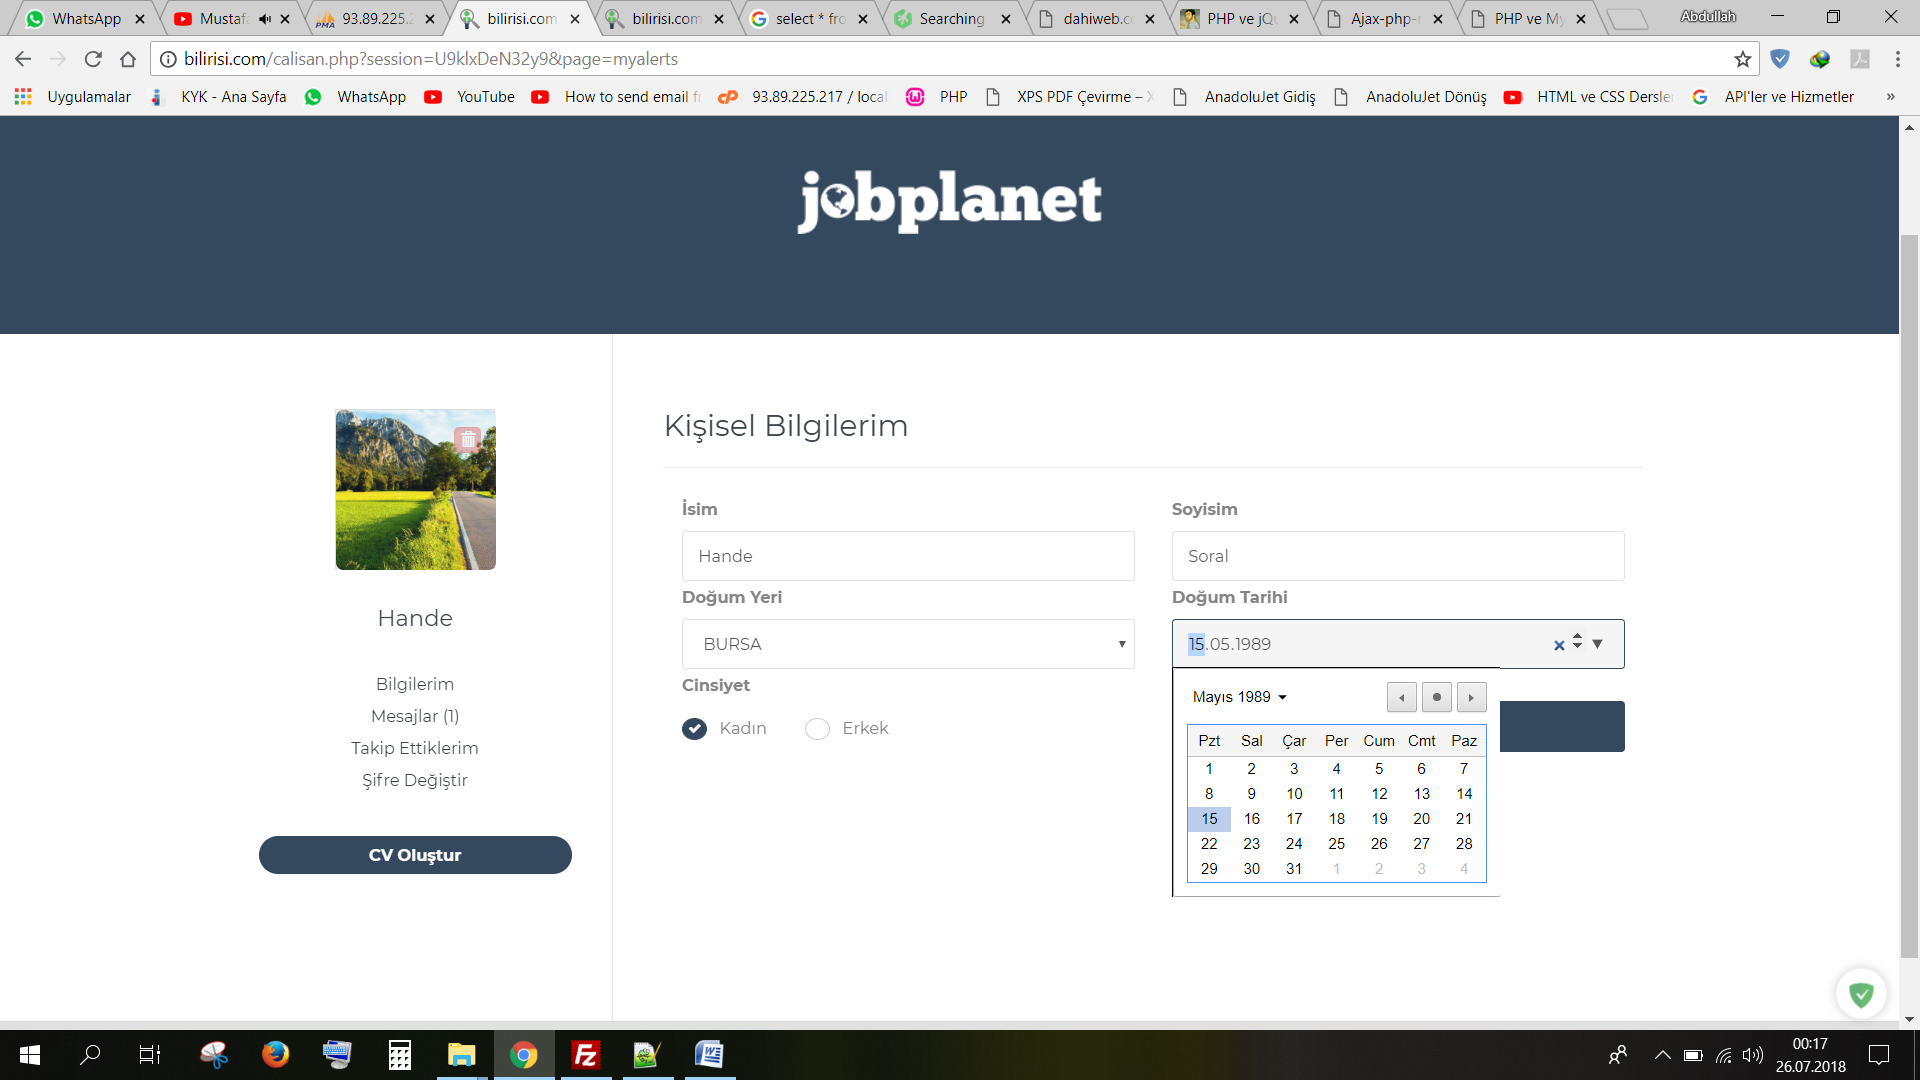 WhatsApp
Mustafa
93.89.225.2
bilirisi.com
bilirisi.com
select * fro
Searching
dahiweb.co
PHP ve jQu
Ajax-php-
PHP ve My
Abdullah
bilirisi.com/calisan.php?session=U9klxDeN32y9&page=myalerts
Uygulamalar
KYK - Ana Sayfa
WhatsApp
YouTube
How to send email f
93.89.225.217 / local
PHP
XPS PDF Çevirme – X
AnadoluJet Gidiş
AnadoluJet Dönüş
HTML ve CSS Dersler
API'ler ve Hizmetler
»
jobplanet
Hande
Bilgilerim
Mesajlar (1)
Takip Ettiklerim
Şifre Değiştir
CV Oluştur
Kişisel Bilgilerim
İsim
Soyisim
Hande
Soral
Doğum Yeri
Doğum Tarihi
BURSA
15.05.1989
Cinsiyet
Kadın
Erkek
Mayıs 1989
Pzt Sal Çar Per Cum Cmt Paz
1 2 3 4 5 6 7
8 9 10 11 12 13 14
15 16 17 18 19 20 21
22 23 24 25 26 27 28
29 30 31 1 2 3 4
00:17
26.07.2018